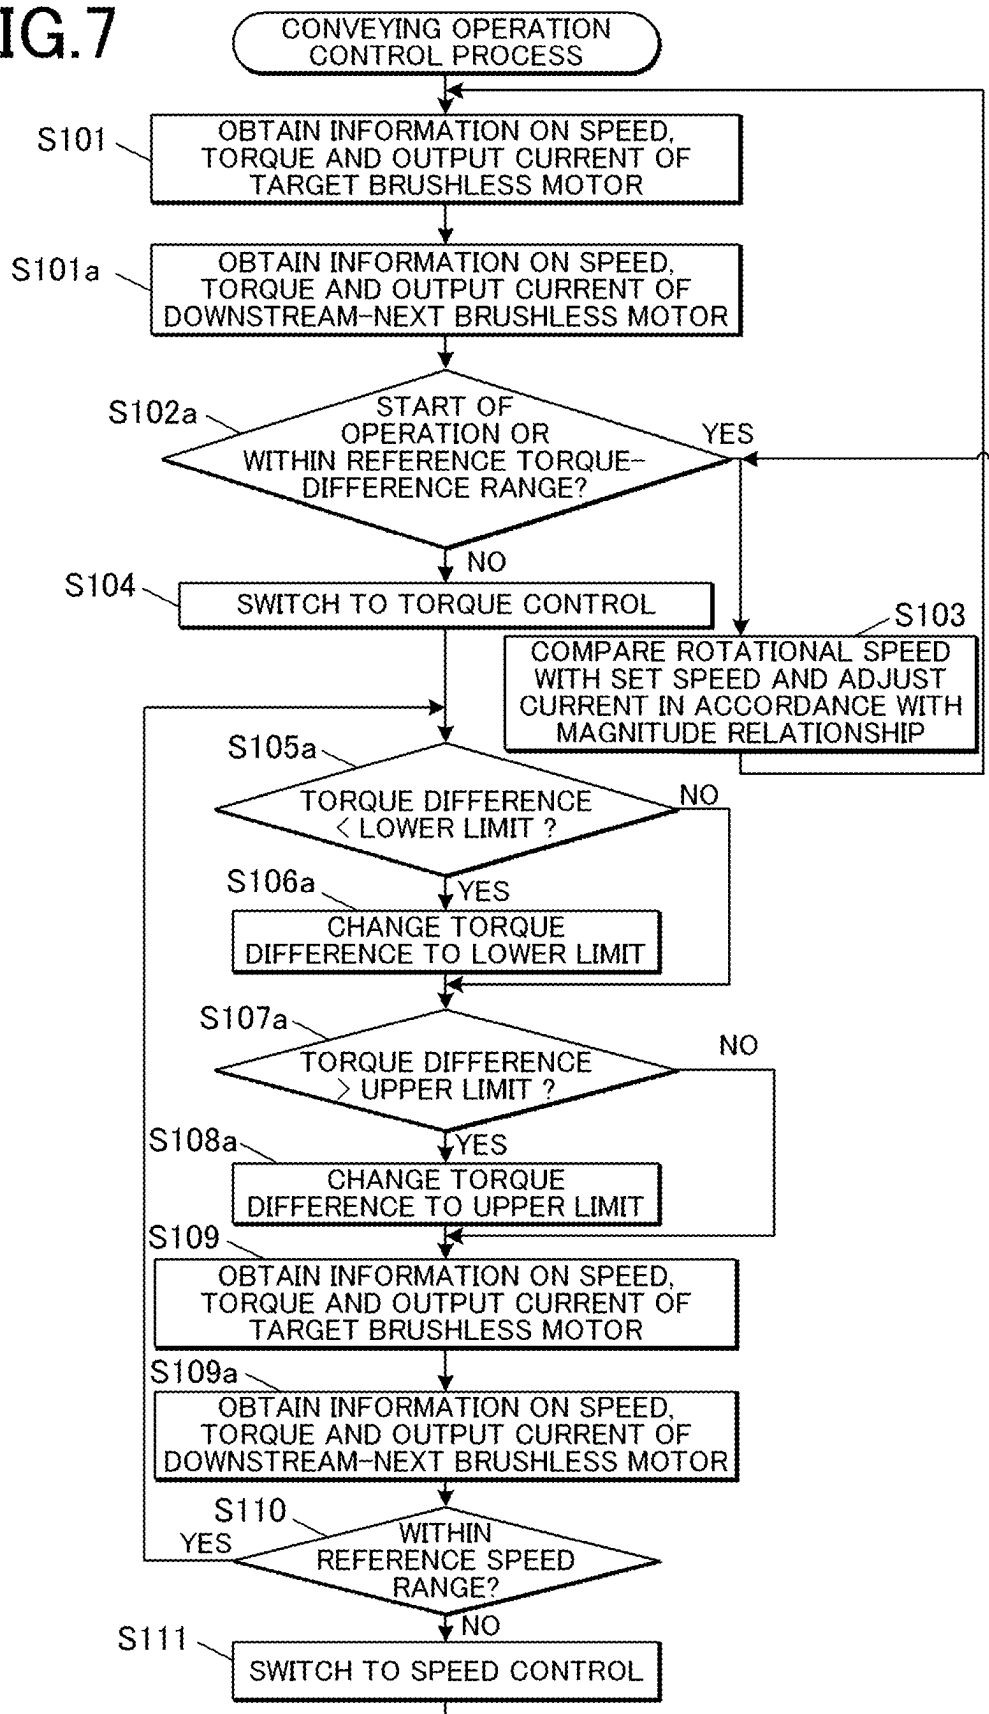 IG.7
CONVEYING OPERATION
CONTROL PROCESS
S101
OBTAIN INFORMATION ON SPEED,
TORQUE AND OUTPUT CURRENT OF
TARGET BRUSHLESS MOTOR
S101a
OBTAIN INFORMATION ON SPEED,
TORQUE AND OUTPUT CURRENT OF
DOWNSTREAM-NEXT BRUSHLESS MOTOR
S102a
START OF
OPERATION OR
WITHIN REFERENCE TORQUE-
DIFFERENCE RANGE?
YES
NO
S104
SWITCH TO TORQUE CONTROL
S103
COMPARE ROTATIONAL SPEED
WITH SET SPEED AND ADJUST
CURRENT IN ACCORDANCE WITH
MAGNITUDE RELATIONSHIP
S105a
TORQUE DIFFERENCE
< LOWER LIMIT ?
NO
YES
S106a
CHANGE TORQUE
DIFFERENCE TO LOWER LIMIT
S107a
TORQUE DIFFERENCE
> UPPER LIMIT ?
NO
YES
S108a
CHANGE TORQUE
DIFFERENCE TO UPPER LIMIT
S109
OBTAIN INFORMATION ON SPEED,
TORQUE AND OUTPUT CURRENT OF
TARGET BRUSHLESS MOTOR
S109a
OBTAIN INFORMATION ON SPEED,
TORQUE AND OUTPUT CURRENT OF
DOWNSTREAM-NEXT BRUSHLESS MOTOR
S110
WITHIN
REFERENCE SPEED
RANGE?
YES
NO
S111
SWITCH TO SPEED CONTROL